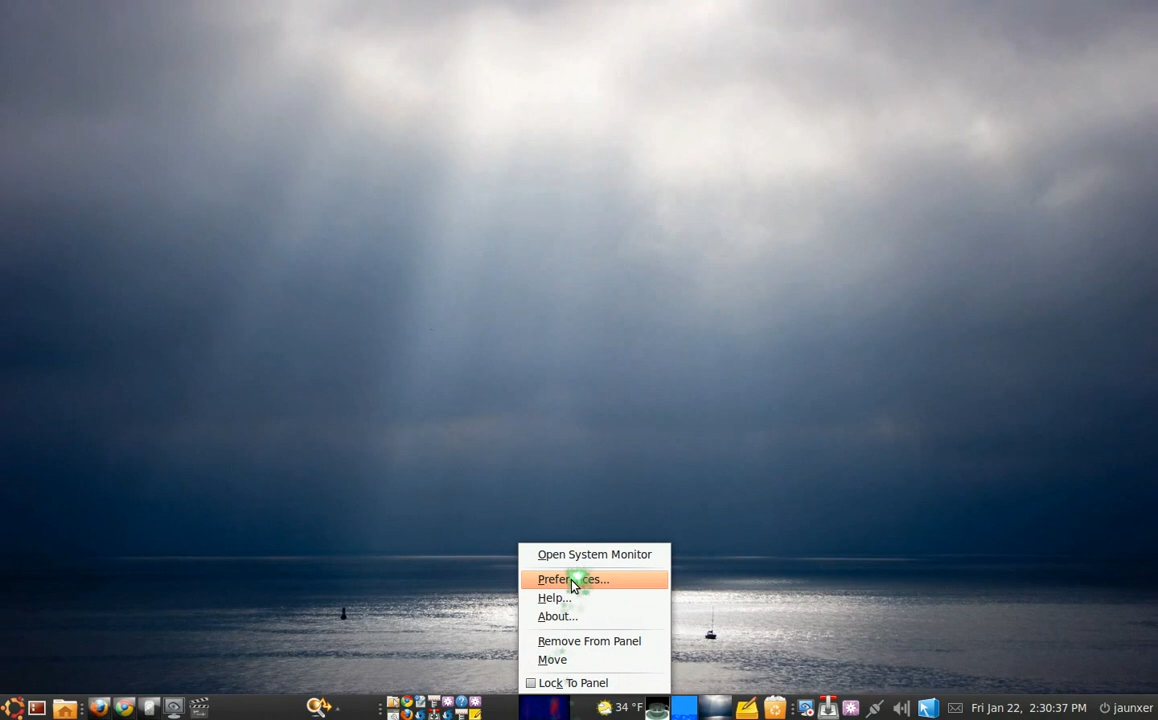 Open System Monitor
Preferences...
Help...
About...
Remove From Panel
Move
Lock To Panel
34 °F
Fri Jan 22, 2:30:37 PM
jaunxer